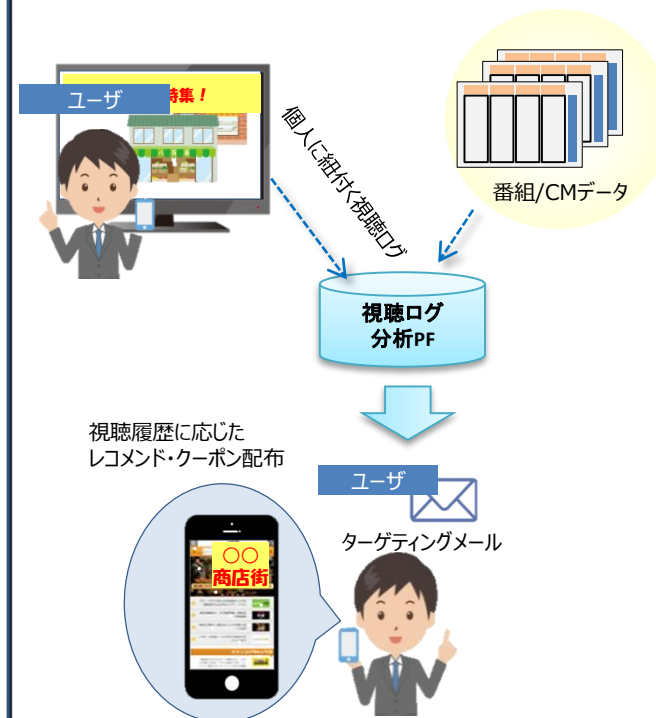 ユーザ
特集！
個人に紐付く視聴ログ
番組/CMデータ
視聴ログ
分析PF
視聴履歴に応じた
レコメンド・クーポン配布
ユーザ
ターゲティングメール
〇〇
商店街